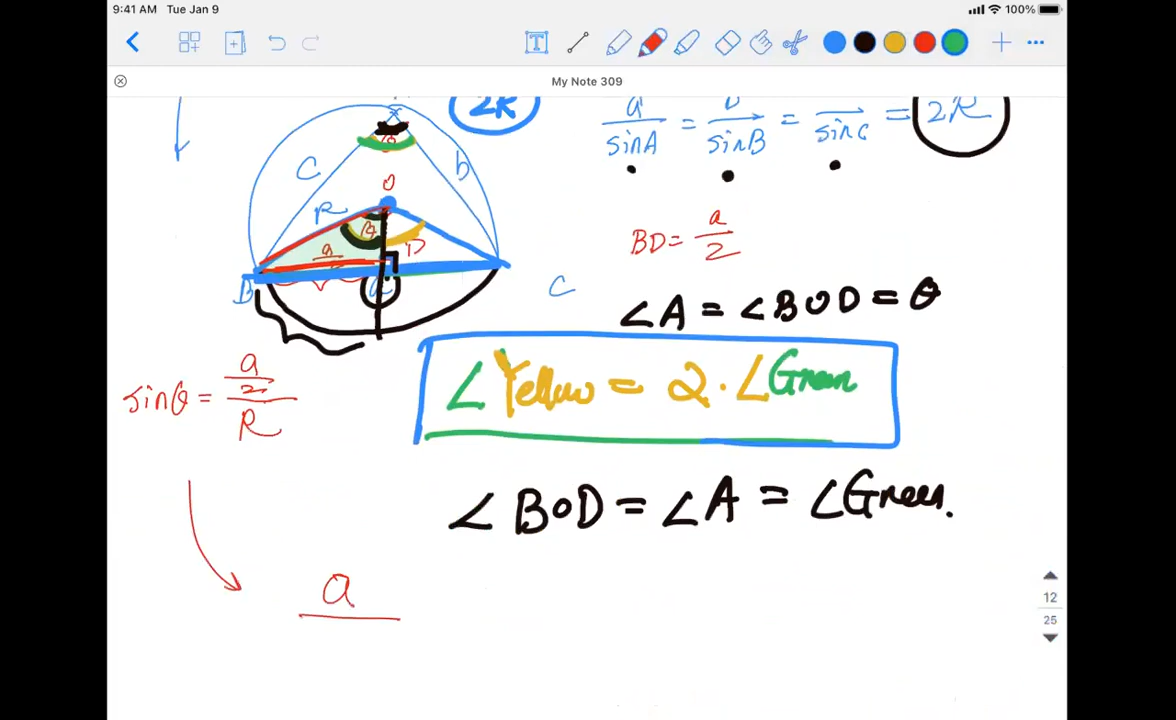 9:41 AM Tue Jan 9
100%
My Note 309
2R
a/sinA = b/sinB = /sinC = 2R
θ
c
b
O
R
θ
D
a/2
B
a
C
BD = a/2
∠A = ∠BOD = θ
∠Yellow = 2 · ∠Green
sinθ = a/2 / R
∠BOD = ∠A = ∠Green.
a
12
25